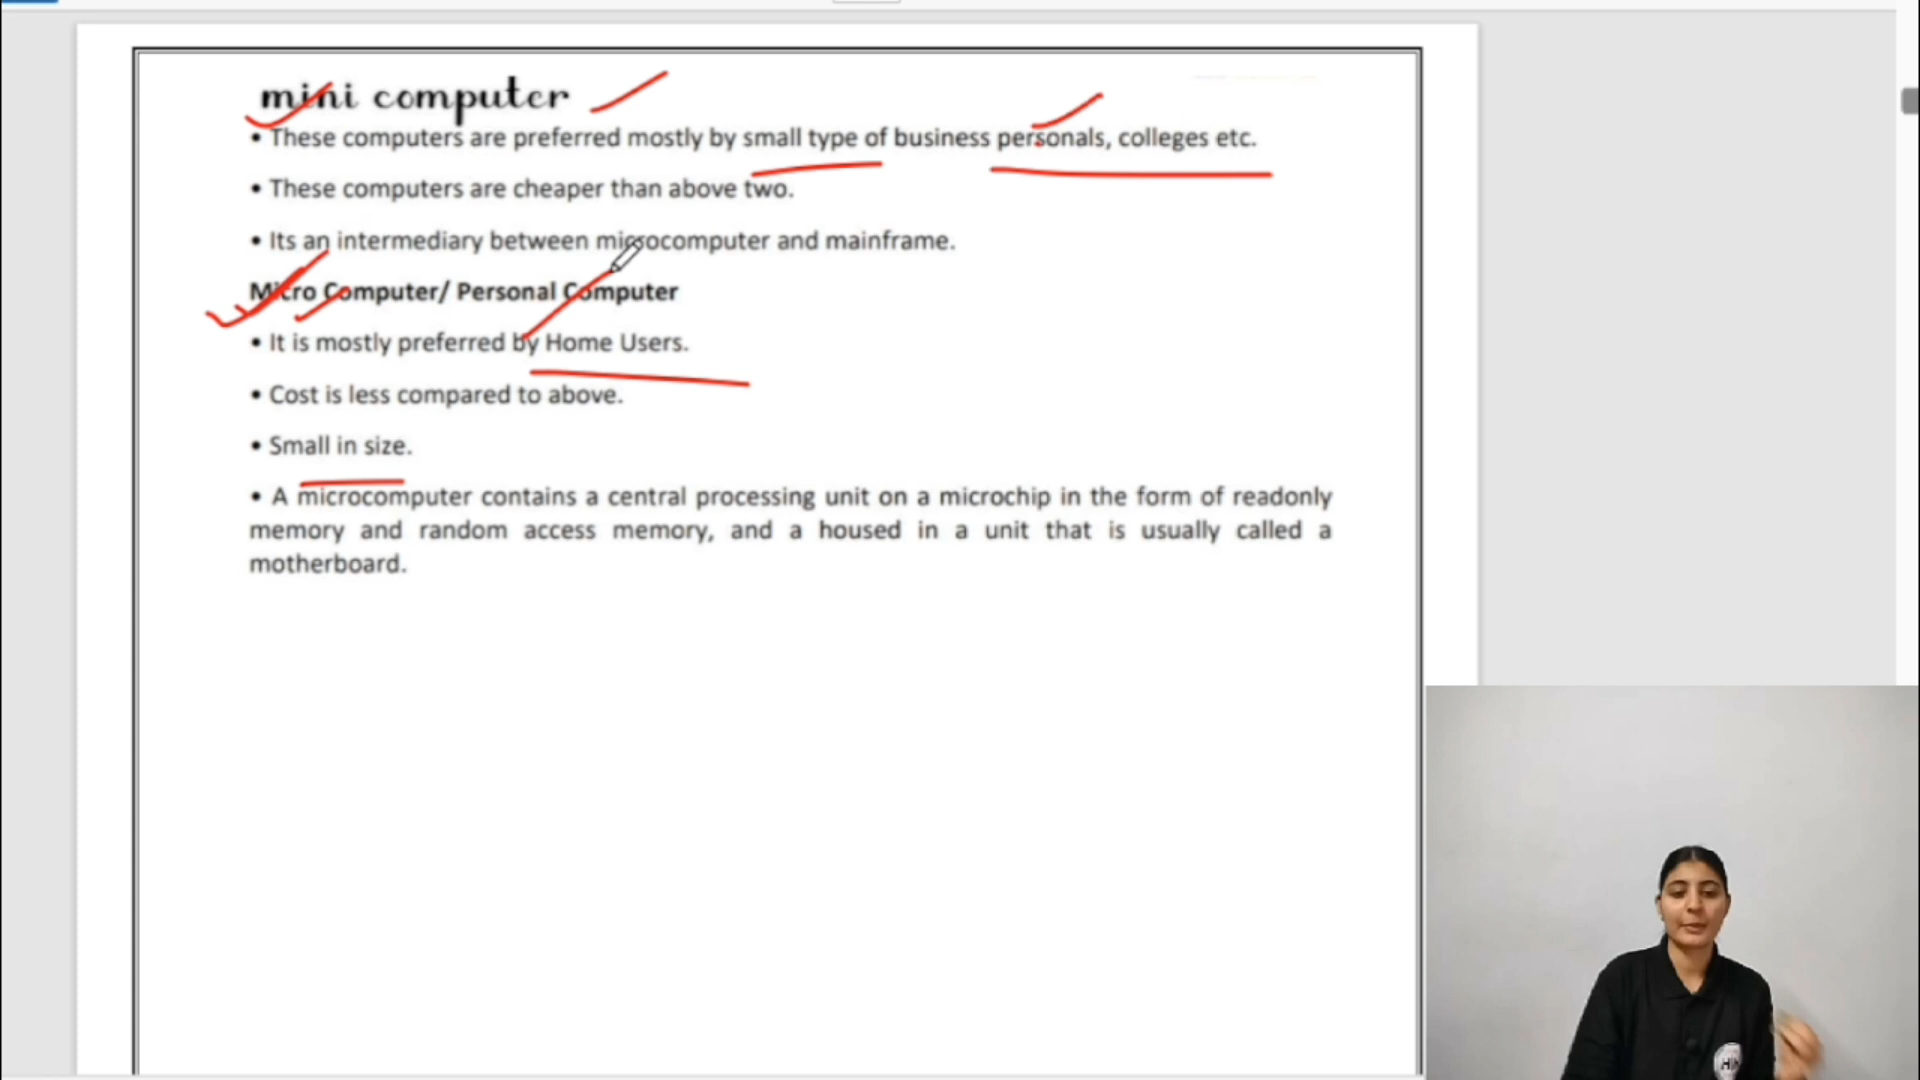 mini computer
• These computers are preferred mostly by small type of business personals, colleges etc.
• These computers are cheaper than above two.
• Its an intermediary between microcomputer and mainframe.
Micro Computer/ Personal Computer
• It is mostly preferred by Home Users.
• Cost is less compared to above.
• Small in size.
• A microcomputer contains a central processing unit on a microchip in the form of readonly
memory and random access memory, and a housed in a unit that is usually called a
motherboard.